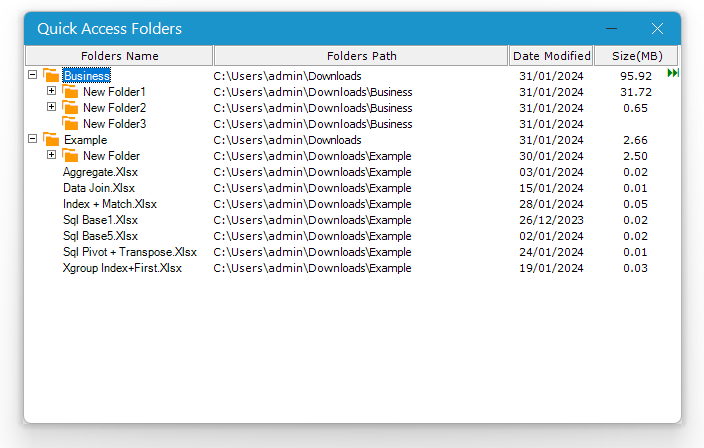 Quick Access Folders
Folders Name Folders Path Date Modified Size(MB)
Business C:\Users\admin\Downloads 31/01/2024 95.92
New Folder1 C:\Users\admin\Downloads\Business 31/01/2024 31.72
New Folder2 C:\Users\admin\Downloads\Business 31/01/2024 0.65
New Folder3 C:\Users\admin\Downloads\Business 31/01/2024
Example C:\Users\admin\Downloads 31/01/2024 2.66
New Folder C:\Users\admin\Downloads\Example 30/01/2024 2.50
Aggregate.Xlsx C:\Users\admin\Downloads\Example 03/01/2024 0.02
Data Join.Xlsx C:\Users\admin\Downloads\Example 15/01/2024 0.01
Index + Match.Xlsx C:\Users\admin\Downloads\Example 28/01/2024 0.05
Sql Base1.Xlsx C:\Users\admin\Downloads\Example 26/12/2023 0.02
Sql Base5.Xlsx C:\Users\admin\Downloads\Example 02/01/2024 0.02
Sql Pivot + Transpose.Xlsx C:\Users\admin\Downloads\Example 24/01/2024 0.01
Xgroup Index+First.Xlsx C:\Users\admin\Downloads\Example 19/01/2024 0.03